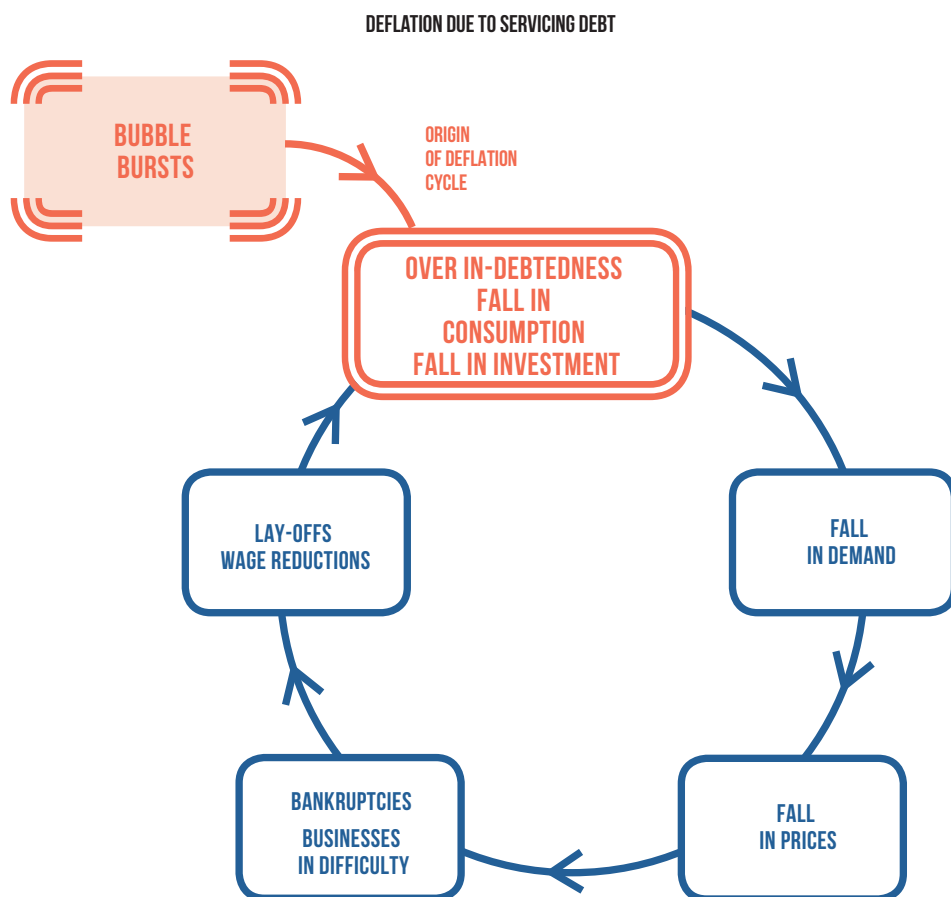 DEFLATION DUE TO SERVICING DEBT
BUBBLE
BURSTS
ORIGIN
OF DEFLATION
CYCLE
OVER IN-DEBTEDNESS
FALL IN
CONSUMPTION
FALL IN INVESTMENT
FALL
IN DEMAND
FALL
IN PRICES
BANKRUPTCIES
BUSINESSES
IN DIFFICULTY
LAY-OFFS
WAGE REDUCTIONS